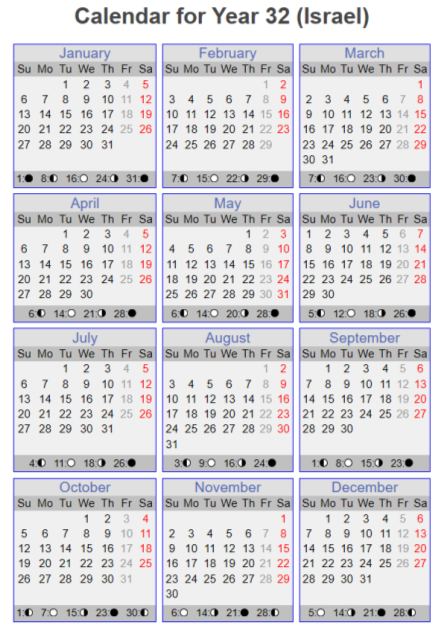 Calendar for Year 32 (Israel)
January
Su Mo Tu We Th Fr Sa
1 2 3 4 5
6 7 8 9 10 11 12
13 14 15 16 17 18 19
20 21 22 23 24 25 26
27 28 29 30 31
1:● 8:◐ 16:○ 24:◑ 31:●
February
Su Mo Tu We Th Fr Sa
1 2
3 4 5 6 7 8 9
10 11 12 13 14 15 16
17 18 19 20 21 22 23
24 25 26 27 28 29
7:◐ 15:○ 22:◑ 29:●
March
Su Mo Tu We Th Fr Sa
1
2 3 4 5 6 7 8
9 10 11 12 13 14 15
16 17 18 19 20 21 22
23 24 25 26 27 28 29
30 31
7:◐ 16:○ 23:◑ 30:●
April
Su Mo Tu We Th Fr Sa
1 2 3 4 5
6 7 8 9 10 11 12
13 14 15 16 17 18 19
20 21 22 23 24 25 26
27 28 29 30
6:◐ 14:○ 21:◑ 28:●
May
Su Mo Tu We Th Fr Sa
1 2 3
4 5 6 7 8 9 10
11 12 13 14 15 16 17
18 19 20 21 22 23 24
25 26 27 28 29 30 31
6:◐ 14:○ 20:◑ 28:●
June
Su Mo Tu We Th Fr Sa
1 2 3 4 5 6 7
8 9 10 11 12 13 14
15 16 17 18 19 20 21
22 23 24 25 26 27 28
29 30
5:◐ 12:○ 18:◑ 26:●
July
Su Mo Tu We Th Fr Sa
1 2 3 4 5
6 7 8 9 10 11 12
13 14 15 16 17 18 19
20 21 22 23 24 25 26
27 28 29 30 31
4:◐ 11:○ 18:◑ 26:●
August
Su Mo Tu We Th Fr Sa
1 2
3 4 5 6 7 8 9
10 11 12 13 14 15 16
17 18 19 20 21 22 23
24 25 26 27 28 29 30
31
3:◐ 9:○ 16:◑ 24:●
September
Su Mo Tu We Th Fr Sa
1 2 3 4 5 6
7 8 9 10 11 12 13
14 15 16 17 18 19 20
21 22 23 24 25 26 27
28 29 30
1:◐ 8:○ 15:◑ 23:●
October
Su Mo Tu We Th Fr Sa
1 2 3 4
5 6 7 8 9 10 11
12 13 14 15 16 17 18
19 20 21 22 23 24 25
26 27 28 29 30 31
1:◐ 7:○ 15:◑ 23:● 30:◐
November
Su Mo Tu We Th Fr Sa
1
2 3 4 5 6 7 8
9 10 11 12 13 14 15
16 17 18 19 20 21 22
23 24 25 26 27 28 29
30
6:○ 14:◑ 21:● 28:◐
December
Su Mo Tu We Th Fr Sa
1 2 3 4 5 6
7 8 9 10 11 12 13
14 15 16 17 18 19 20
21 22 23 24 25 26 27
28 29 30 31
5:○ 14:◑ 21:● 28:◐